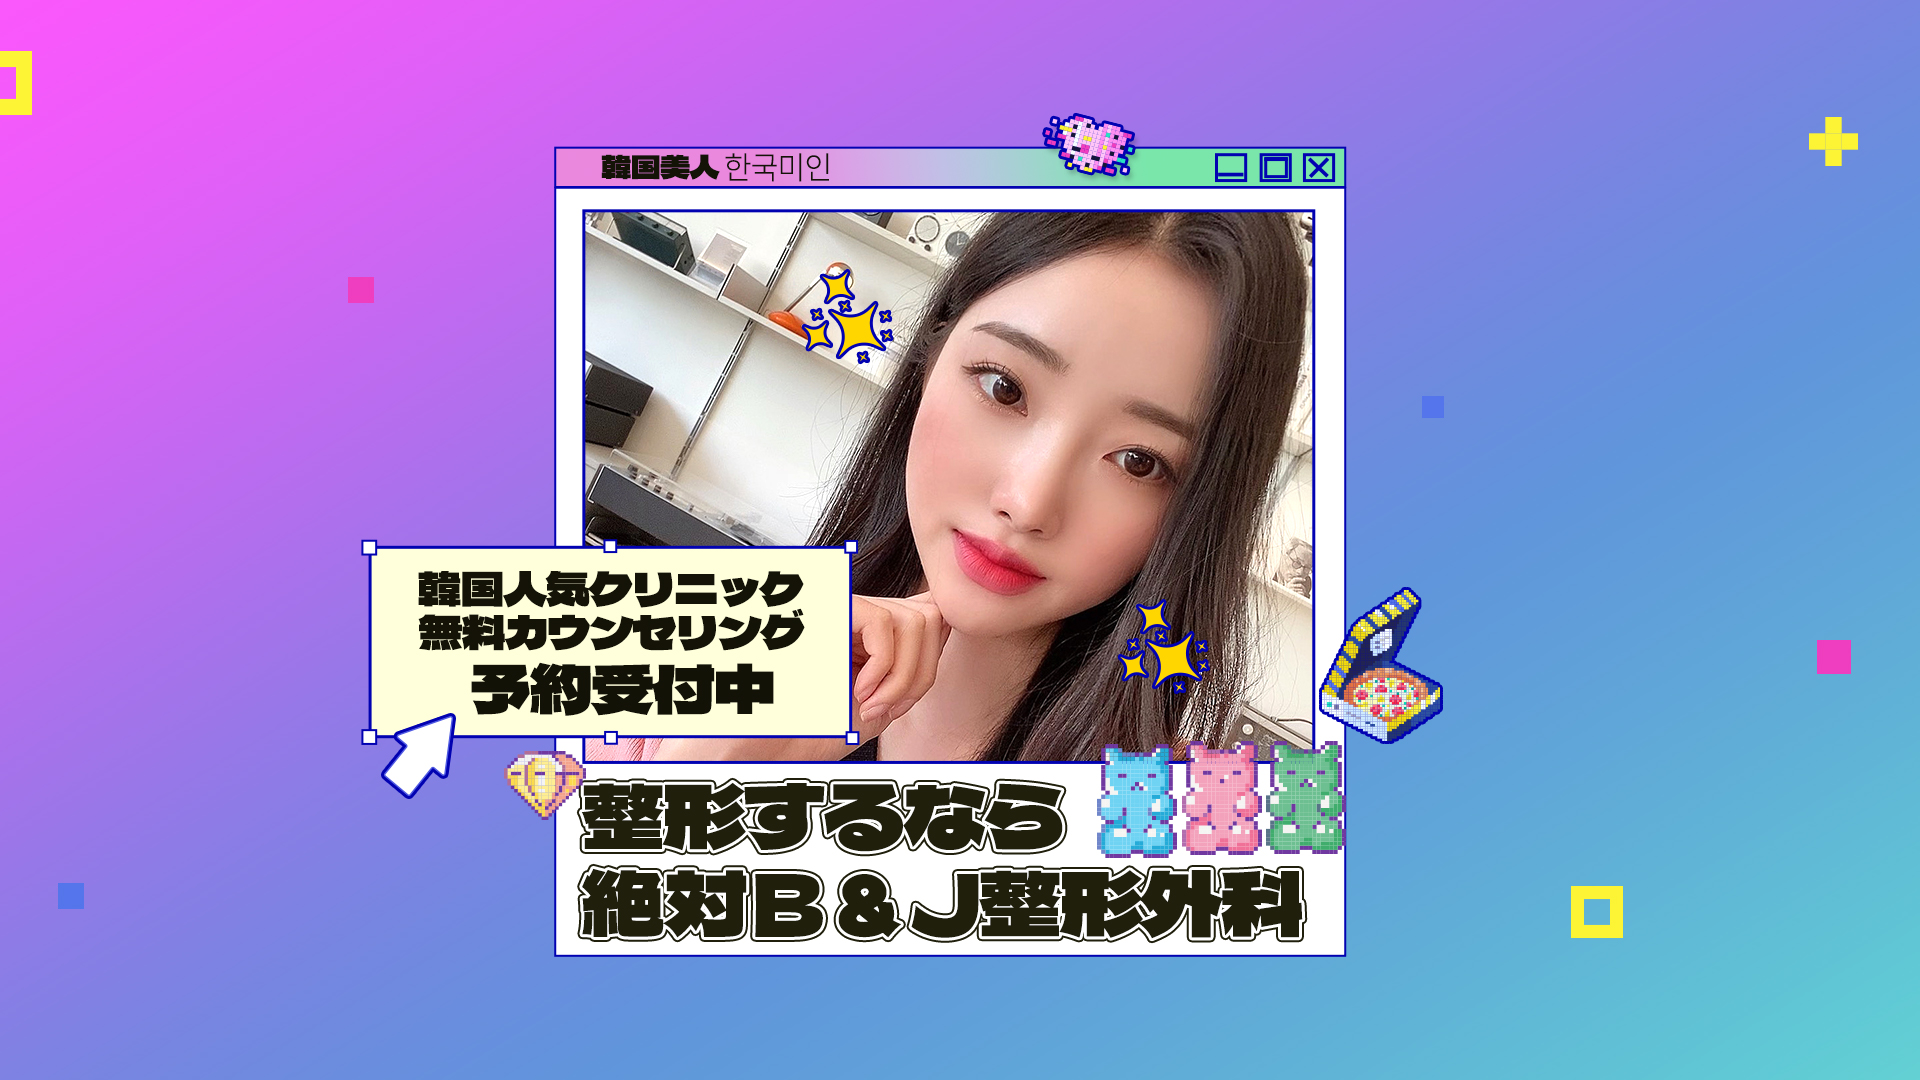 韓国美人 한국미인
韓国人気クリニック
無料カウンセリング
予約受付中
整形するなら
絶対B&J整形外科